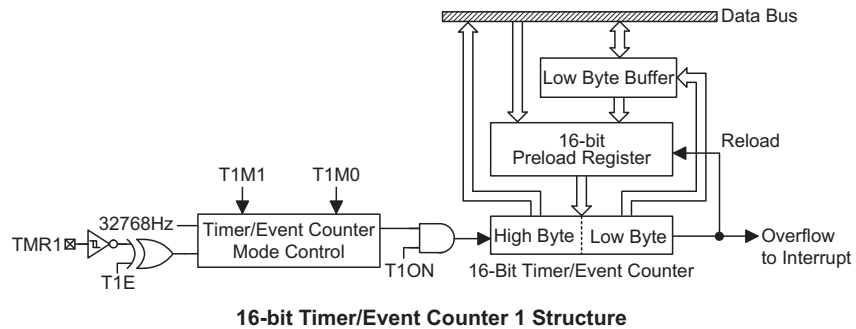 Data Bus
Low Byte Buffer
16-bit
Preload Register
Reload
T1M1
T1M0
32768Hz
TMR1
Timer/Event Counter
Mode Control
T1E
T1ON
High Byte
Low Byte
Overflow
to Interrupt
16-Bit Timer/Event Counter
16-bit Timer/Event Counter 1 Structure